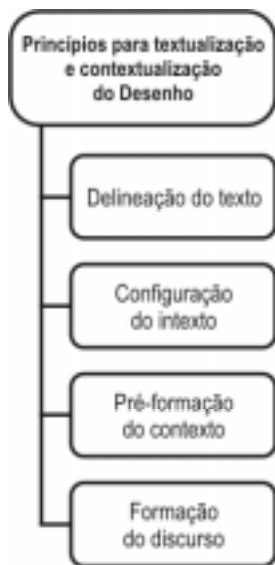 Princípios para textualização
e contextualização
do Desenho
Delineação do texto
Configuração
do intexto
Pré-formação
do contexto
Formação
do discurso